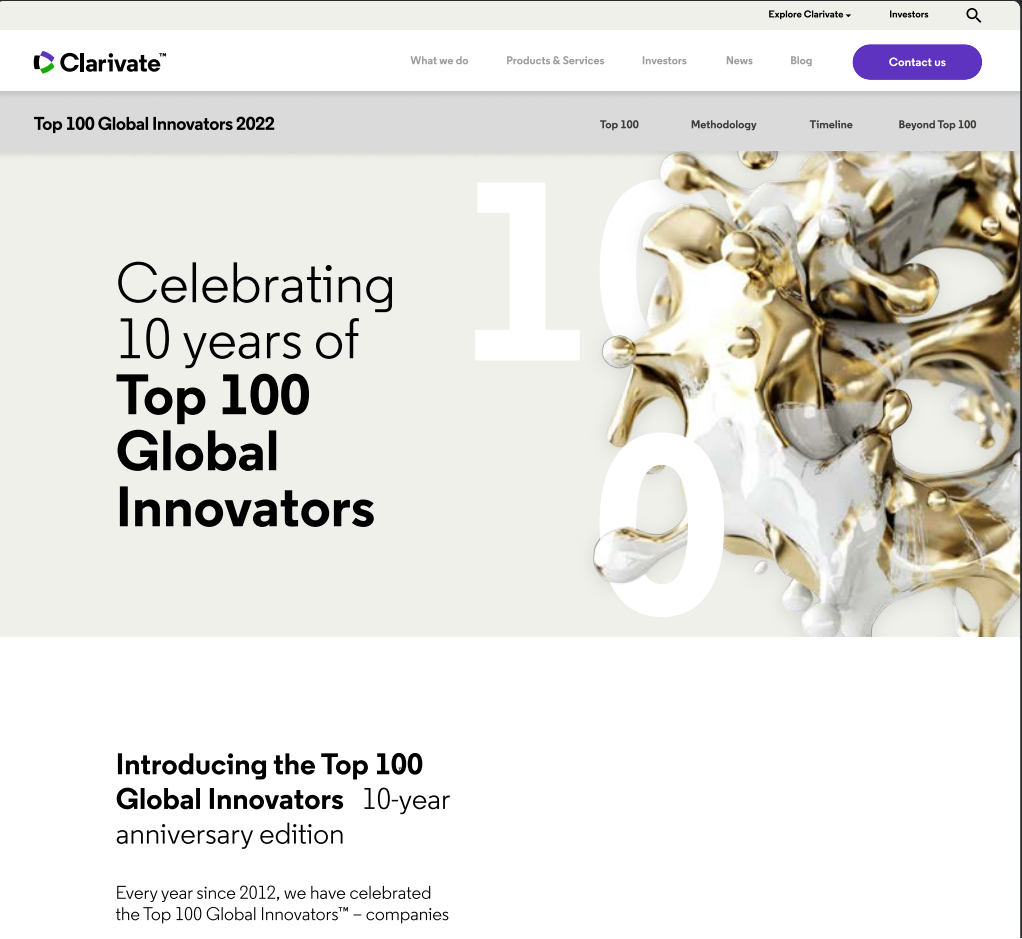 Explore Clarivate Investors
Clarivate™
What we do Products & Services Investors News Blog Contact us
Top 100 Global Innovators 2022
Top 100 Methodology Timeline Beyond Top 100
10
0
Celebrating
10 years of
Top 100
Global
Innovators
Introducing the Top 100
Global Innovators 10-year
anniversary edition
Every year since 2012, we have celebrated
the Top 100 Global Innovators™ – companies